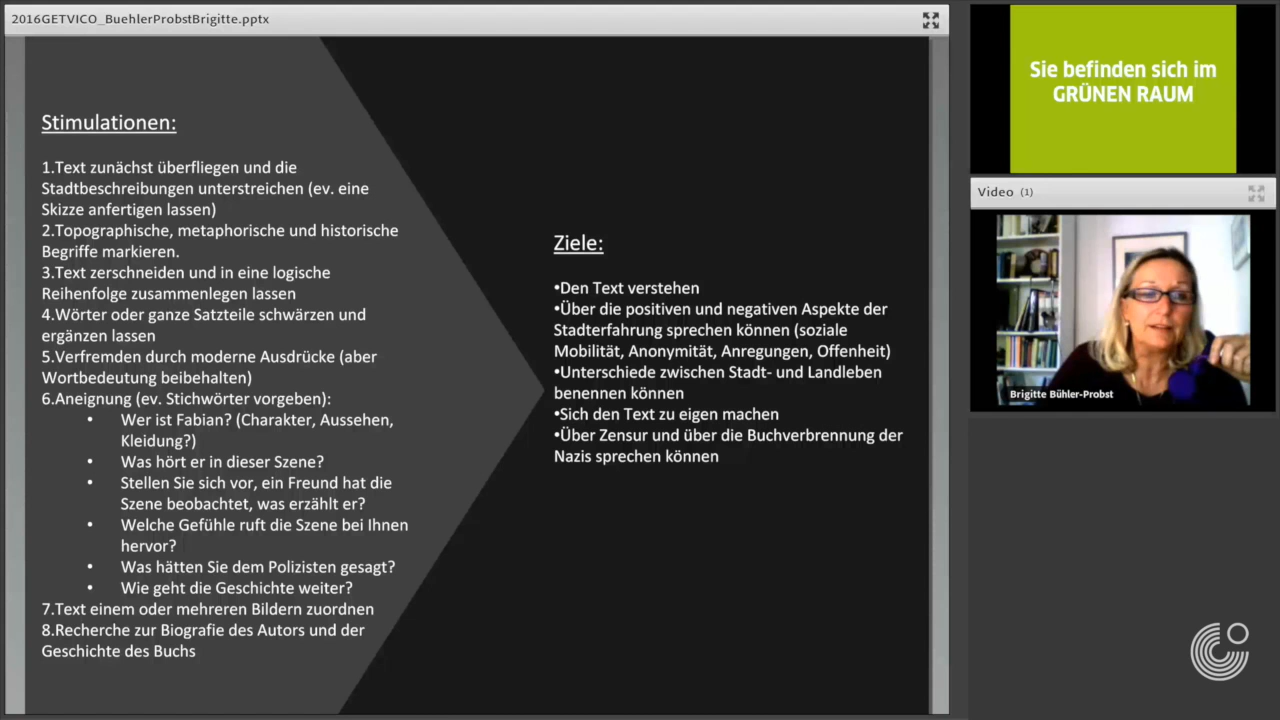 2016GETVICO_BuehlerProbstBrigitte.pptx
Stimulationen:
1.Text zunächst überfliegen und die
Stadtbeschreibungen unterstreichen (ev. eine
Skizze anfertigen lassen)
2.Topographische, metaphorische und historische
Begriffe markieren.
3.Text zerschneiden und in eine logische
Reihenfolge zusammenlegen lassen
4.Wörter oder ganze Satzteile schwärzen und
ergänzen lassen
5.Verfremden durch moderne Ausdrücke (aber
Wortbedeutung beibehalten)
6.Aneignung (ev. Stichwörter vorgeben):
• Wer ist Fabian? (Charakter, Aussehen,
Kleidung?)
• Was hört er in dieser Szene?
• Stellen Sie sich vor, ein Freund hat die
Szene beobachtet, was erzählt er?
• Welche Gefühle ruft die Szene bei Ihnen
hervor?
• Was hätten Sie dem Polizisten gesagt?
• Wie geht die Geschichte weiter?
7.Text einem oder mehreren Bildern zuordnen
8.Recherche zur Biografie des Autors und der
Geschichte des Buchs
Ziele:
•Den Text verstehen
•Über die positiven und negativen Aspekte der
Stadterfahrung sprechen können (soziale
Mobilität, Anonymität, Anregungen, Offenheit)
•Unterschiede zwischen Stadt- und Landleben
benennen können
•Sich den Text zu eigen machen
•Über Zensur und über die Buchverbrennung der
Nazis sprechen können
Sie befinden sich im
GRÜNEN RAUM
Video (1)
Brigitte Bühler-Probst